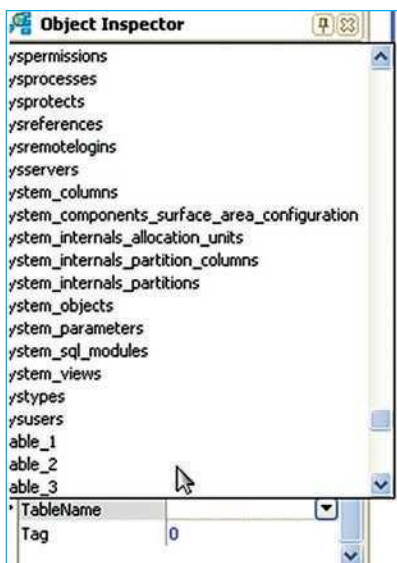 Object Inspector
yspermissions
ysprocesses
ysprotects
ysreferences
ysremotelogins
ysservers
ystem_columns
ystem_components_surface_area_configuration
ystem_internals_allocation_units
ystem_internals_partition_columns
ystem_internals_partitions
ystem_objects
ystem_parameters
ystem_sql_modules
ystem_views
ystypes
ysusers
able_1
able_2
able_3
TableName
Tag 0